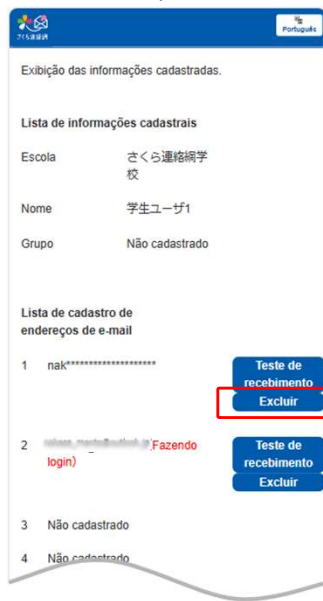 さくら連絡網
Português
Exibição das informações cadastradas.
Lista de informações cadastrais
Escola さくら連絡網学
校
Nome 学生ユーザ1
Grupo Não cadastrado
Lista de cadastro de
endereços de e-mail
1 nak********************
Teste de
recebimento
Excluir
2 (Fazendo
login)
Teste de
recebimento
Excluir
3 Não cadastrado
4 Não cadastrado